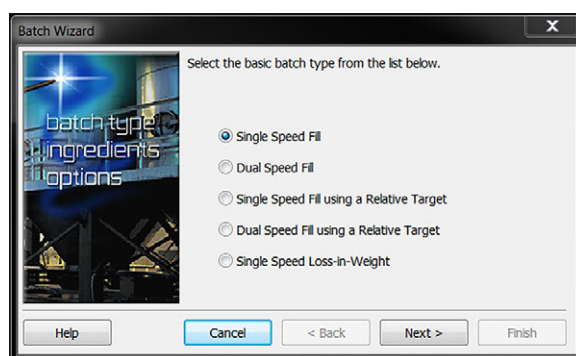 Batch Wizard
X
Select the basic batch type from the list below.
batch type
ingredients
options
Single Speed Fill
Dual Speed Fill
Single Speed Fill using a Relative Target
Dual Speed Fill using a Relative Target
Single Speed Loss-in-Weight
Help
Cancel
< Back
Next >
Finish